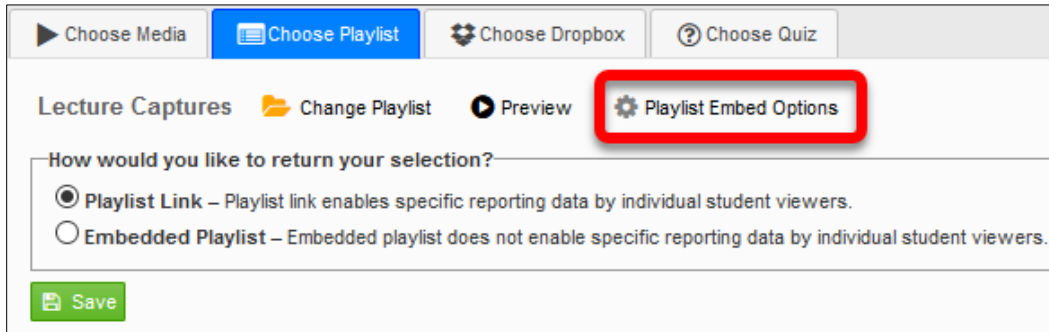 Choose Media Choose Playlist Choose Dropbox Choose Quiz
Lecture Captures Change Playlist Preview Playlist Embed Options
How would you like to return your selection?
Playlist Link – Playlist link enables specific reporting data by individual student viewers.
Embedded Playlist – Embedded playlist does not enable specific reporting data by individual student viewers.
Save